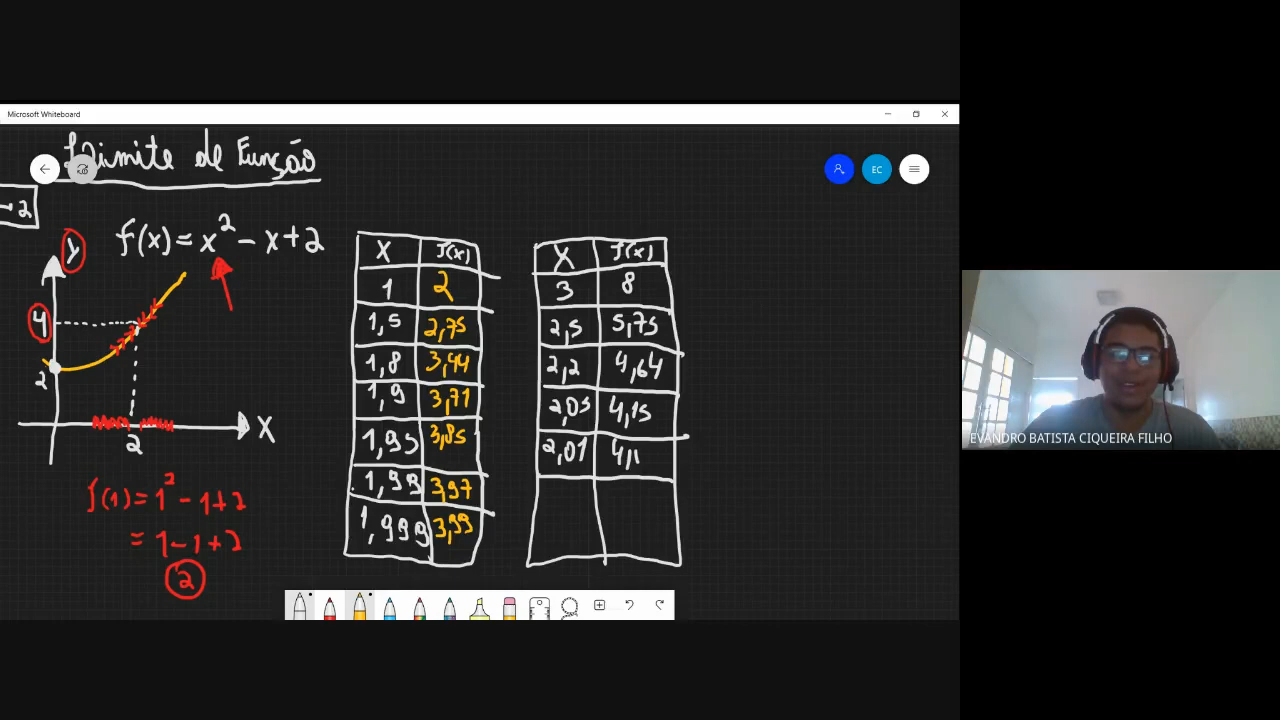 Microsoft Whiteboard
Limite de Função
EC
→2
f(x) = x² - x + 2
y
4
2
2
x
f(1) = 1² - 1 + 2
= 1 - 1 + 2
2
x f(x)
1 2
1,5 2,75
1,8 3,44
1,9 3,71
1,95 3,85
1,99 3,97
1,999 3,99
x f(x)
3 8
2,5 5,75
2,2 4,64
2,05 4,15
2,01 4,1
EVANDRO BATISTA CIQUEIRA FILHO